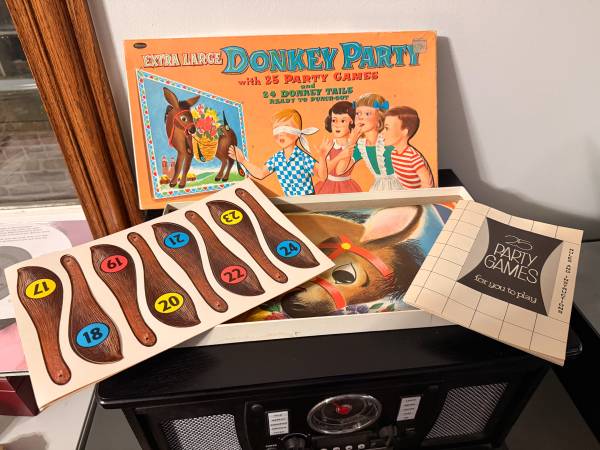 EXTRA LARGE DONKEY PARTY
with 25 PARTY GAMES
and
24 DONKEY TAILS
READY TO PUNCH-OUT
17
18
19
20
21
22
23
24
25
PARTY
GAMES
for you to play